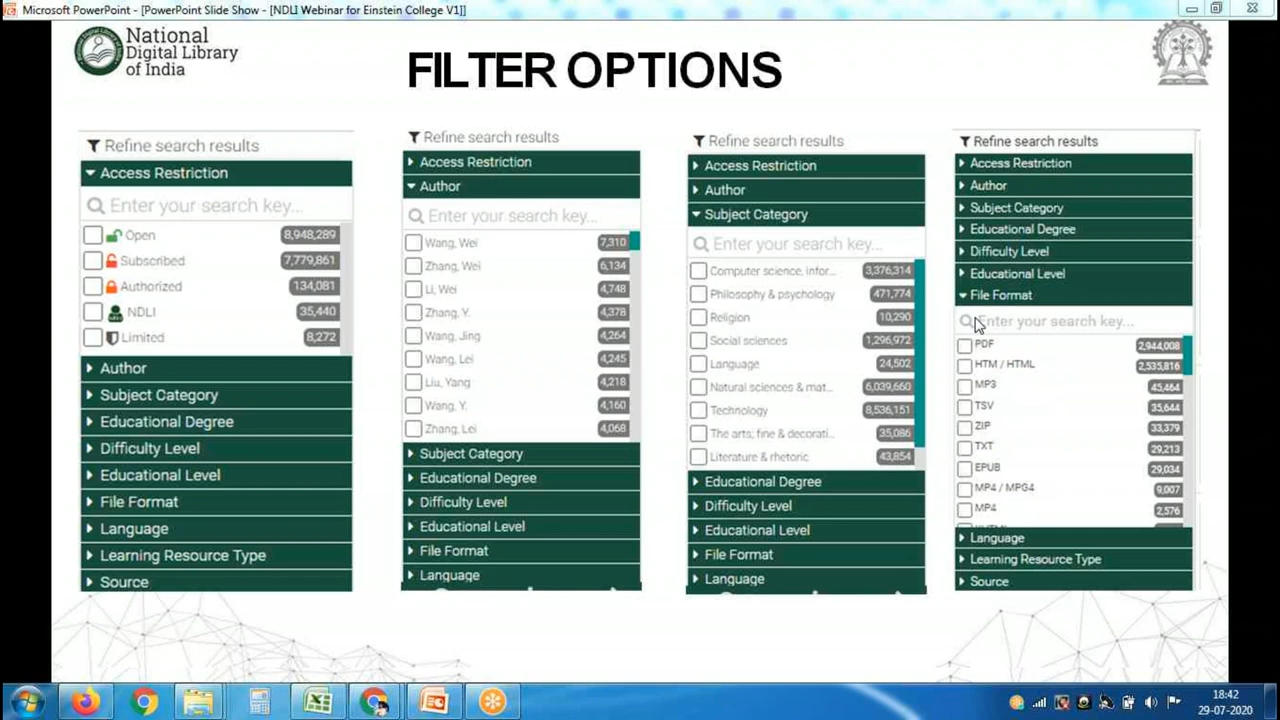 Microsoft PowerPoint - [PowerPoint Slide Show - [NDLI Webinar for Einstein College V1]]
National
Digital Library
of India
FILTER OPTIONS
Refine search results
Access Restriction
Enter your search key...
Open 8,948,289
Subscribed 7,779,861
Authorized 134,081
NDLI 35,440
Limited 8,272
Author
Subject Category
Educational Degree
Difficulty Level
Educational Level
File Format
Language
Learning Resource Type
Source
Refine search results
Access Restriction
Author
Enter your search key...
Wang, Wei 7,310
Zhang, Wei 6,134
Li, Wei 4,748
Zhang, Y. 4,378
Wang, Jing 4,264
Wang, Lei 4,245
Liu, Yang 4,218
Wang, Y. 4,160
Zhang, Lei 4,068
Subject Category
Educational Degree
Difficulty Level
Educational Level
File Format
Language
Refine search results
Access Restriction
Author
Subject Category
Enter your search key...
Computer science, infor... 3,376,314
Philosophy & psychology 471,774
Religion 10,290
Social sciences 1,296,972
Language 24,502
Natural sciences & mat... 6,039,660
Technology 8,536,151
The arts; fine & decorati... 35,086
Literature & rhetoric 43,854
Educational Degree
Difficulty Level
Educational Level
File Format
Language
Refine search results
Access Restriction
Author
Subject Category
Educational Degree
Difficulty Level
Educational Level
File Format
Enter your search key...
PDF 2,944,008
HTM / HTML 2,535,816
MP3 45,464
TSV 35,644
ZIP 33,379
TXT 29,213
EPUB 29,034
MP4 / MPG4 9,007
MP4 2,576
Language
Learning Resource Type
Source
18:42
29-07-2020